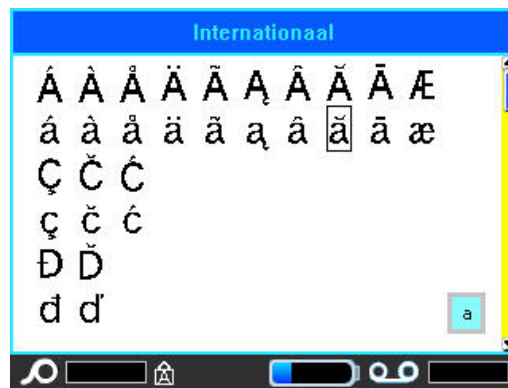 Internationaal
Á À Å Ä Ã Ą Â Ă Ā Æ
á à å ä ã ą â ă ā æ
Ç Č Ć
ç č ć
Đ Ď
đ ď
a